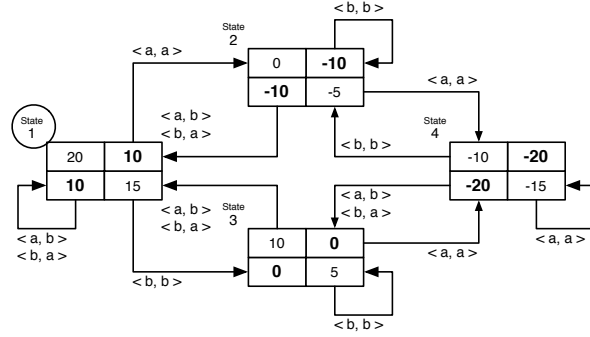 State
2
< b, b >
< a, a >
0 -10
-10 -5
< a, a >
State
1
< a, b >
< b, a >
State
4
< b, b >
20 10
10 15
-10 -20
-20 -15
< a, b >
< b, a >
State
3
< a, b >
< b, a >
< a, b >
< b, a >
10 0
0 5
< a, a >
< a, a >
< b, b >
< b, b >